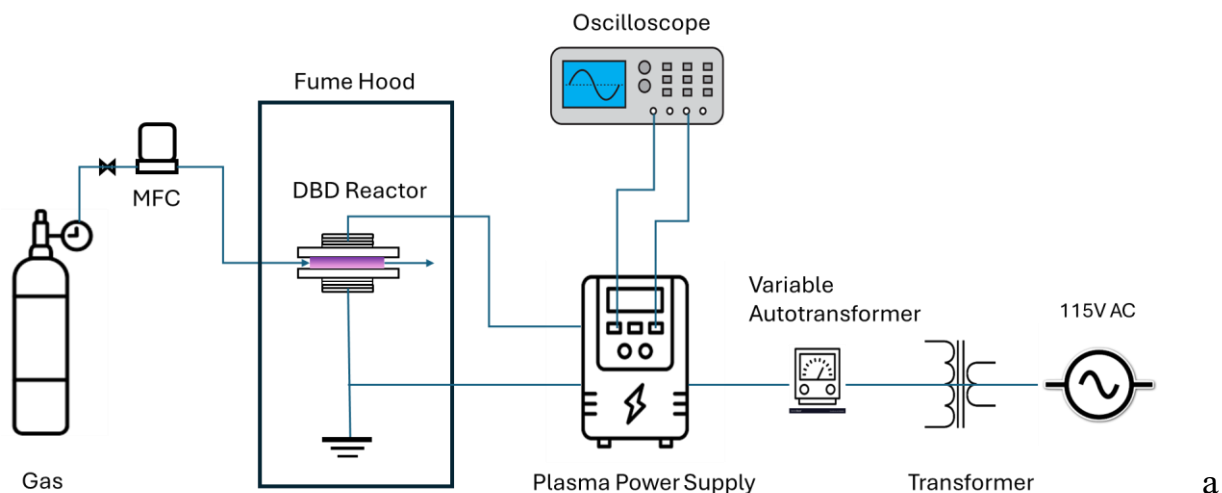 Oscilloscope
Fume Hood
MFC
DBD Reactor
Variable
Autotransformer
115V AC
Gas
Plasma Power Supply
Transformer
a